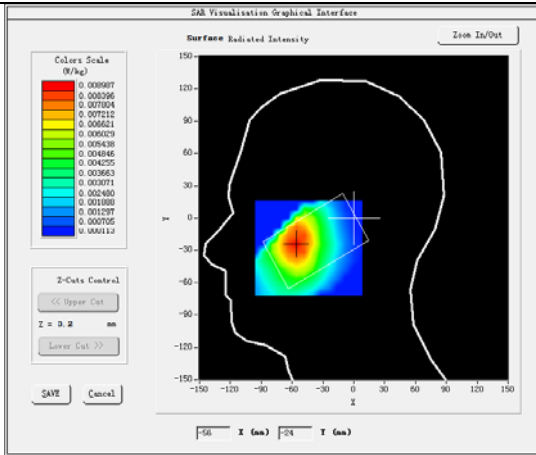 SAR Visualisation Graphical Interface
Surface Radiated Intensity
Zoom In/Out
Colors Scale
(W/kg)
0.008987
0.008396
0.007804
0.007212
0.006621
0.006029
0.005438
0.004846
0.004255
0.003663
0.003071
0.002480
0.001888
0.001297
0.000705
0.000113
150
120
90
60
30
0
-30
-60
-90
-120
-150
Y
-150 -120 -90 -60 -30 0 30 60 90 120 150
X
Z-Cuts Control
<< Upper Cut
Z = 3.2 mm
Lower Cut >>
SAVE Cancel
-56 X (mm) -24 Y (mm)